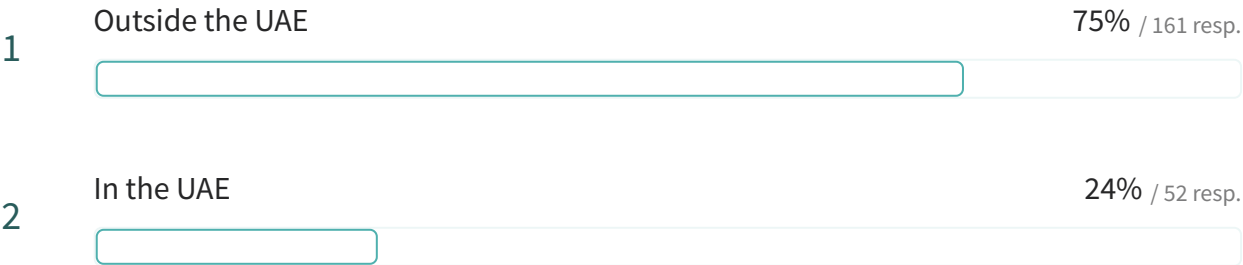 Outside the UAE 75% / 161 resp.
1
In the UAE 24% / 52 resp.
2